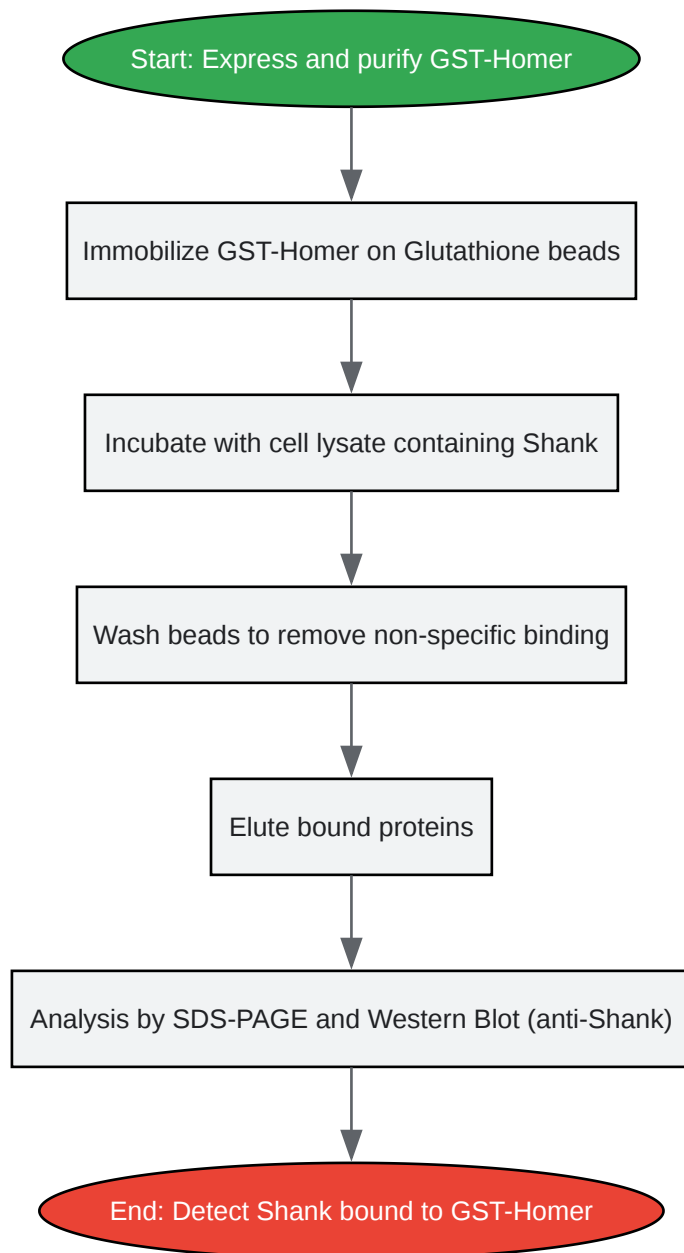 Start: Express and purify GST-Homer
Immobilize GST-Homer on Glutathione beads
Incubate with cell lysate containing Shank
Wash beads to remove non-specific binding
Elute bound proteins
Analysis by SDS-PAGE and Western Blot (anti-Shank)
End: Detect Shank bound to GST-Homer